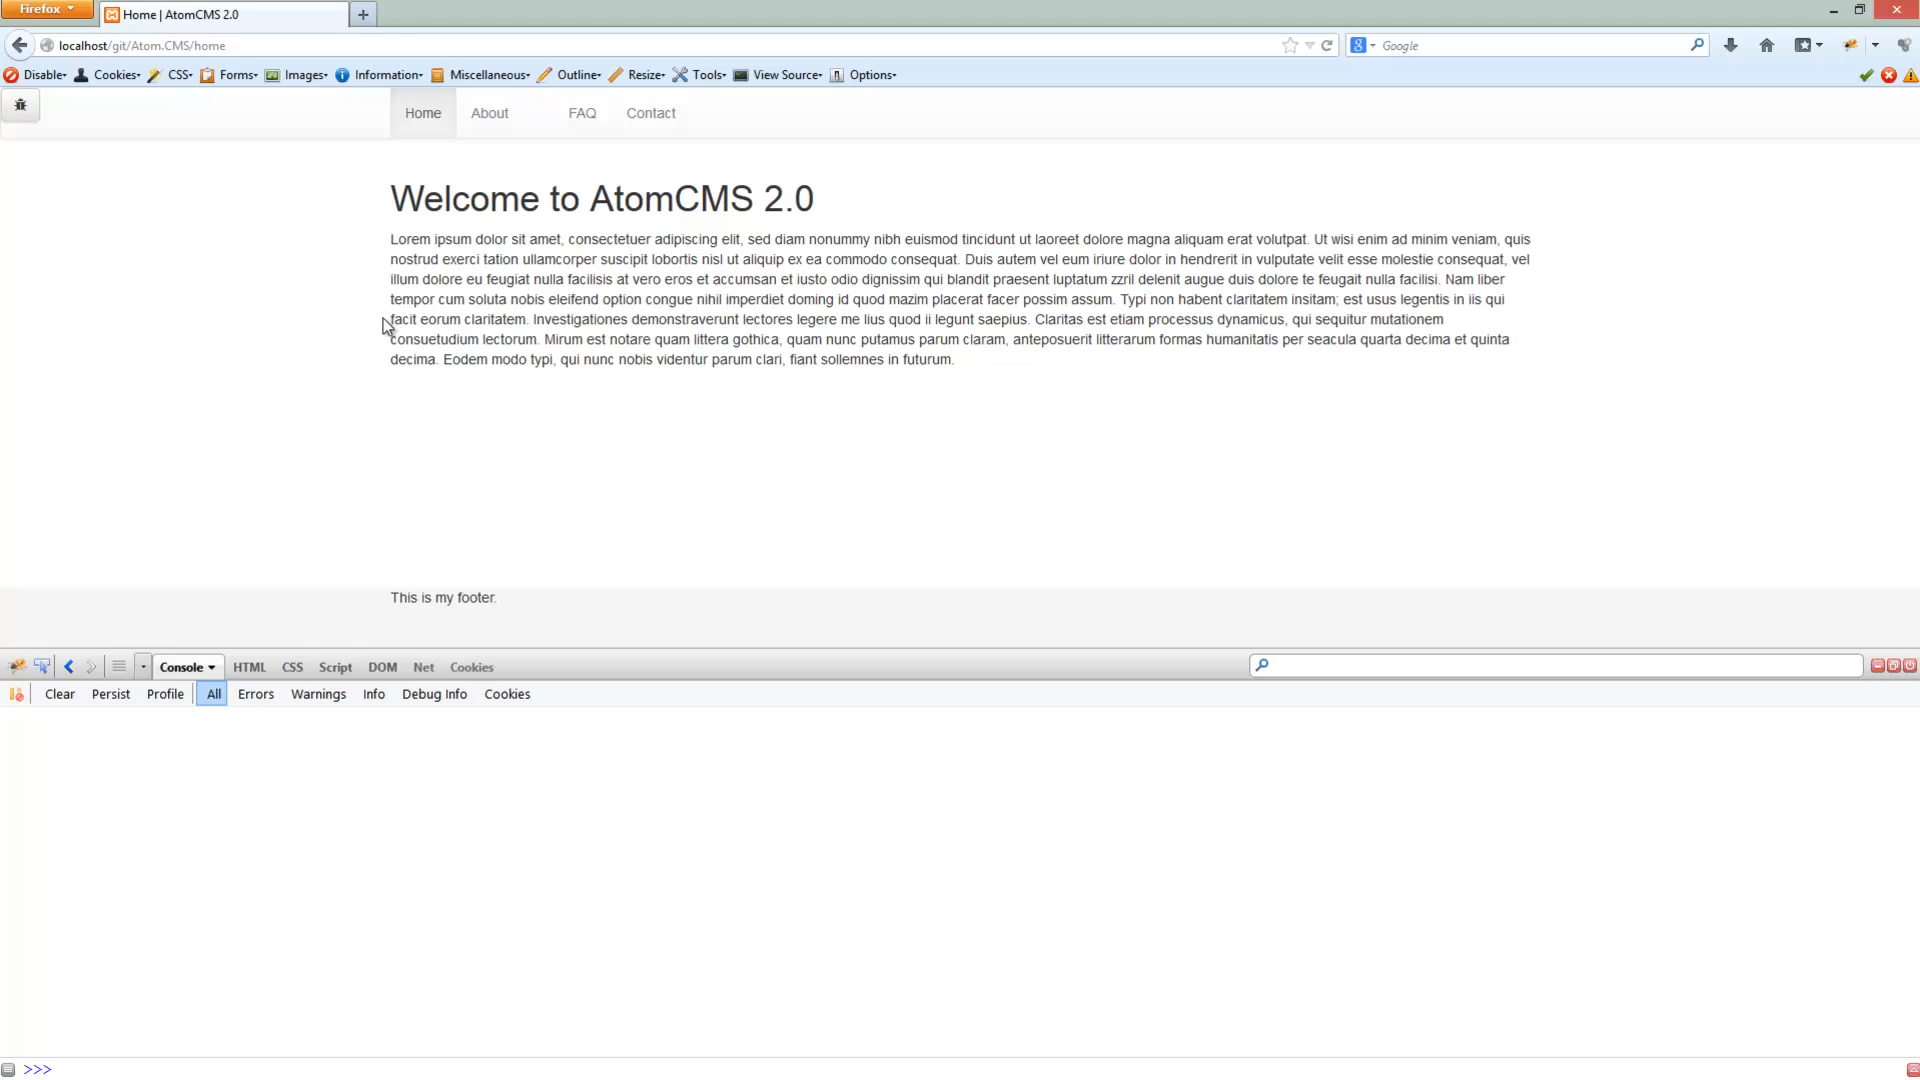 Firefox
Home | AtomCMS 2.0
localhost/git/Atom.CMS/home
Google
Disable
Cookies
CSS
Forms
Images
Information
Miscellaneous
Outline
Resize
Tools
View Source
Options
Home
About
FAQ
Contact
Welcome to AtomCMS 2.0
Lorem ipsum dolor sit amet, consectetuer adipiscing elit, sed diam nonummy nibh euismod tincidunt ut laoreet dolore magna aliquam erat volutpat. Ut wisi enim ad minim veniam, quis
nostrud exerci tation ullamcorper suscipit lobortis nisl ut aliquip ex ea commodo consequat. Duis autem vel eum iriure dolor in hendrerit in vulputate velit esse molestie consequat, vel
illum dolore eu feugiat nulla facilisis at vero eros et accumsan et iusto odio dignissim qui blandit praesent luptatum zzril delenit augue duis dolore te feugait nulla facilisi. Nam liber
tempor cum soluta nobis eleifend option congue nihil imperdiet doming id quod mazim placerat facer possim assum. Typi non habent claritatem insitam; est usus legentis in iis qui
facit eorum claritatem. Investigationes demonstraverunt lectores legere me lius quod ii legunt saepius. Claritas est etiam processus dynamicus, qui sequitur mutationem
consuetudium lectorum. Mirum est notare quam littera gothica, quam nunc putamus parum claram, anteposuerit litterarum formas humanitatis per seacula quarta decima et quinta
decima. Eodem modo typi, qui nunc nobis videntur parum clari, fiant sollemnes in futurum.
This is my footer.
Console
HTML
CSS
Script
DOM
Net
Cookies
Clear
Persist
Profile
All
Errors
Warnings
Info
Debug Info
Cookies
>>>